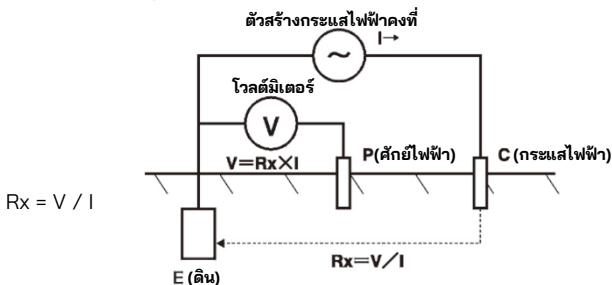 ตัวสร้างกระแสไฟฟ้าคงที่
I→
~
โวลต์มิเตอร์
V
V=Rx×I
P(ศักย์ไฟฟ้า)
C (กระแสไฟฟ้า)
Rx = V / I
Rx=V/I
E (ดิน)